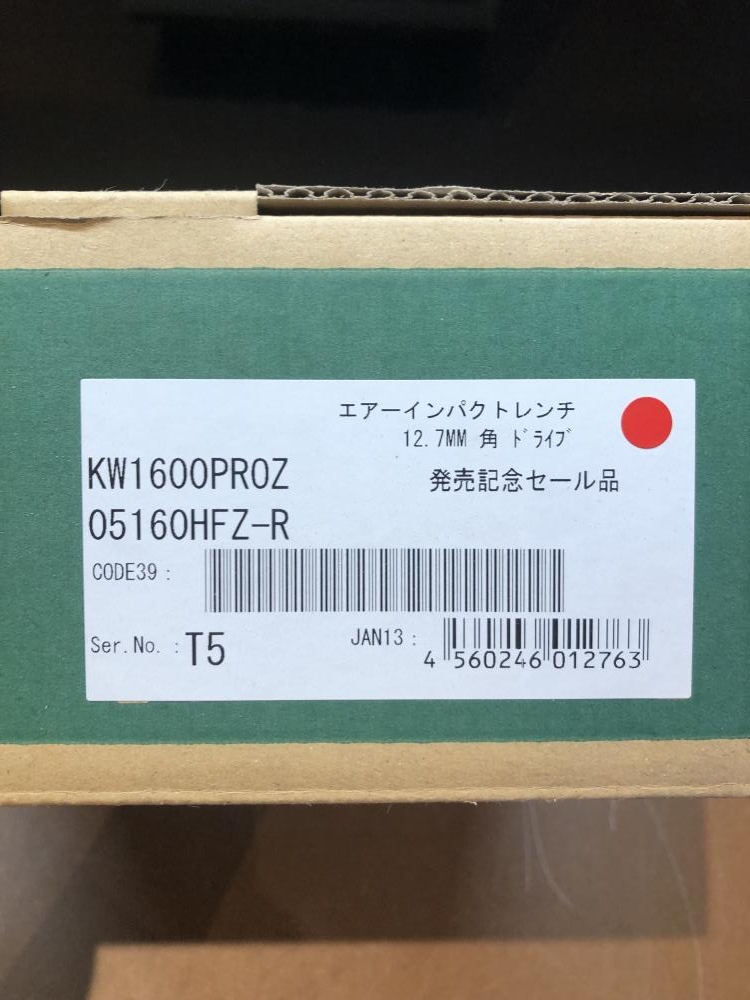 エアーインパクトレンチ
12.7MM 角 ﾄﾞﾗｲﾌﾞ
KW1600PROZ
発売記念セール品
05160HFZ-R
CODE39 :
Ser.No. : T5
JAN13 :
4 560246 012763